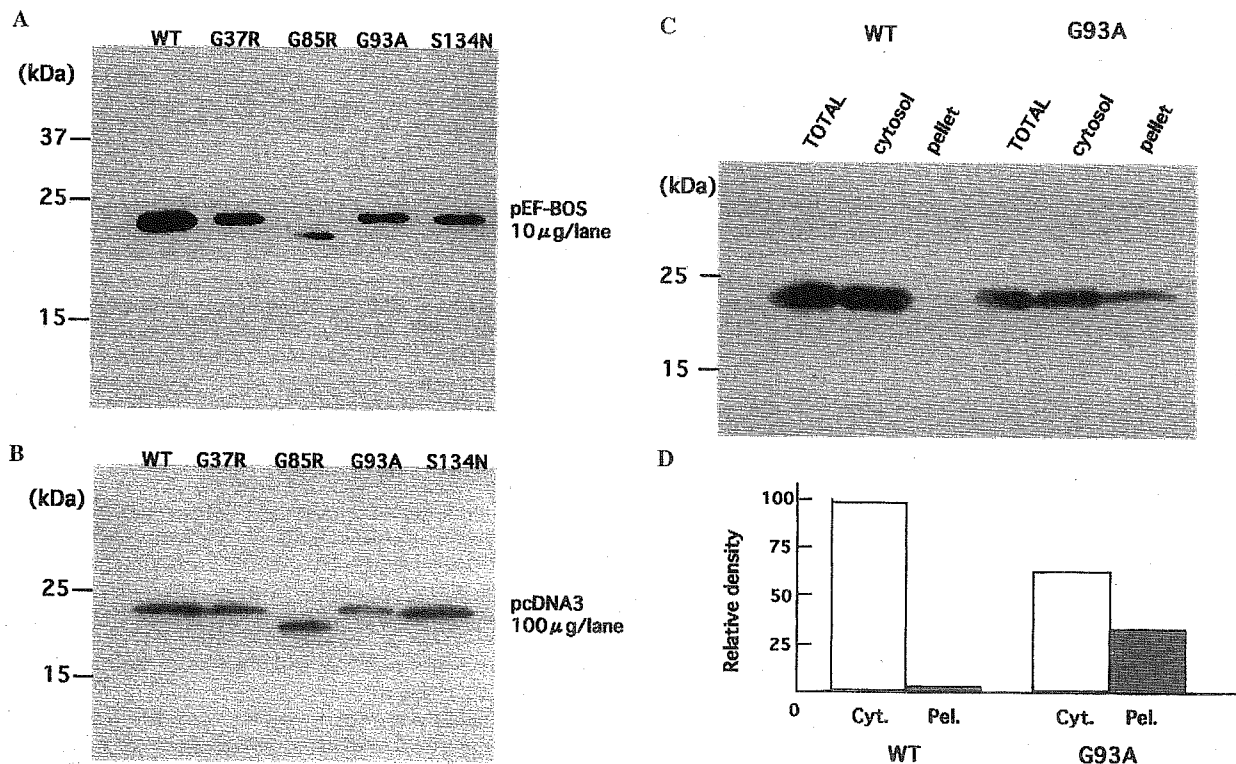 A
WT G37R G85R G93A S134N
(kDa)
37
25
15
pEF-BOS
10μg/lane
B
WT G37R G85R G93A S134N
(kDa)
25
15
pcDNA3
100μg/lane
C
WT G93A
TOTAL cytosol pellet TOTAL cytosol pellet
(kDa)
25
15
D
Relative density
100
75
50
25
0
Cyt. Pel. Cyt. Pel.
WT G93A